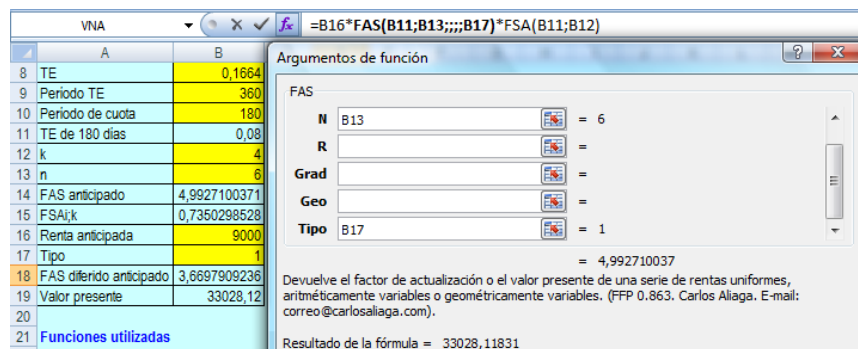 VNA =B16*FAS(B11;B13;;;;B17)*FSA(B11;B12)
A B
8 TE 0,1664
9 Periodo TE 360
10 Periodo de cuota 180
11 TE de 180 días 0,08
12 k 4
13 n 6
14 FAS anticipado 4,9927100371
15 FSAi;k 0,7350298528
16 Renta anticipada 9000
17 Tipo 1
18 FAS diferido anticipado 3,6697909236
19 Valor presente 33028,12
20
21 Funciones utilizadas
Argumentos de función
FAS
N B13 = 6
R =
Grad =
Geo =
Tipo B17 = 1
= 4,992710037
Devuelve el factor de actualización o el valor presente de una serie de rentas uniformes,
aritméticamente variables o geométricamente variables. (FFP 0.863. Carlos Aliaga. E-mail:
correo@carlosaliaga.com).
Resultado de la fórmula = 33028,11831